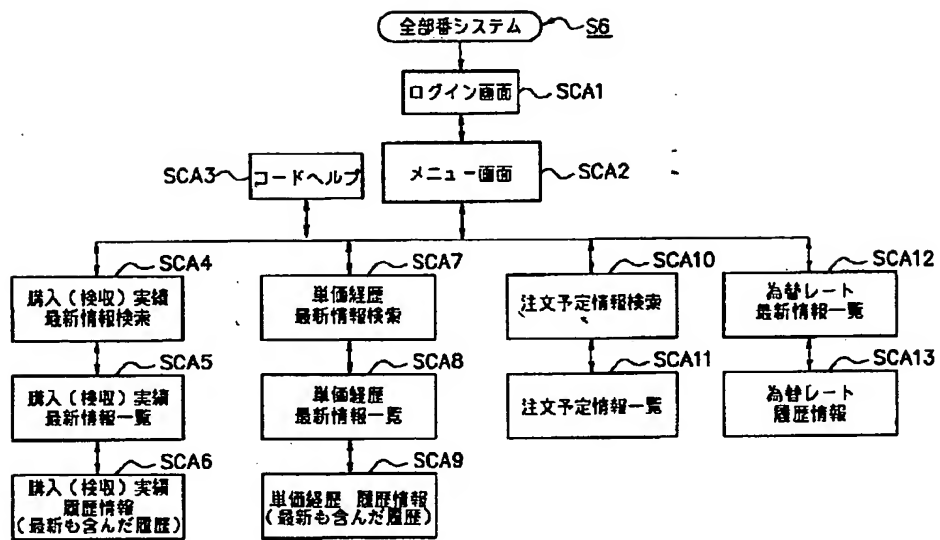 全部番システム
S6
ログイン画面
SCA1
メニュー画面
SCA2
SCA3
コードヘルプ
SCA4
購入(検収)実績
最新情報検索
SCA7
単価経歴
最新情報検索
SCA10
注文予定情報検索
SCA12
為替レート
最新情報一覧
SCA5
購入(検収)実績
最新情報一覧
SCA8
単価経歴
最新情報一覧
SCA11
注文予定情報一覧
SCA13
為替レート
履歴情報
SCA6
購入(検収)実績
履歴情報
(最新も含んだ履歴)
SCA9
単価経歴 履歴情報
(最新も含んだ履歴)